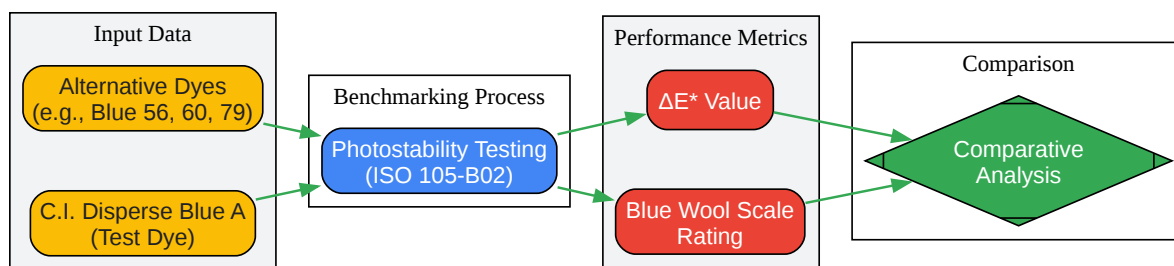 Input Data
Alternative Dyes
(e.g., Blue 56, 60, 79)
C.I. Disperse Blue A
(Test Dye)
Benchmarking Process
Photostability Testing
(ISO 105-B02)
Performance Metrics
ΔE* Value
Blue Wool Scale
Rating
Comparison
Comparative
Analysis